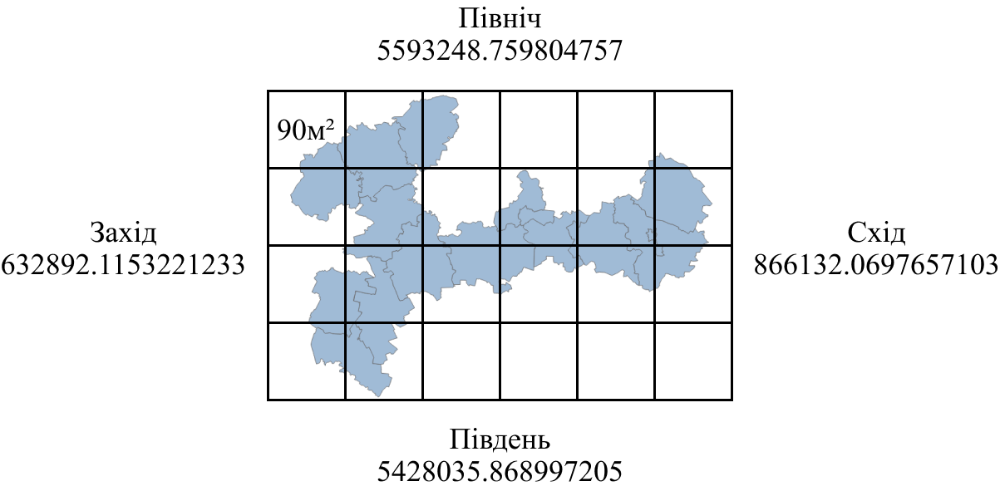 Північ
5593248.759804757
90м²
Захід
632892.1153221233
Схід
866132.0697657103
Південь
5428035.868997205